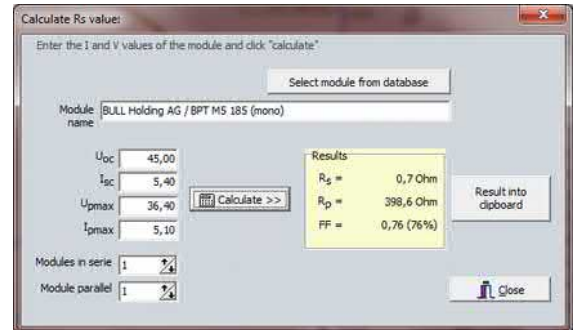 Calculate Rs value:
Enter the I and V values of the module and click "calculate"
Select module from database
Module name
BULL Holding AG / BPT MS 185 (mono)
Uoc 45,00
Isc 5,40
Upmax 36,40
Ipmax 5,10
Calculate >>
Results
Rs = 0,7 Ohm
Rp = 398,6 Ohm
FF = 0,76 (76%)
Result into
clipboard
Modules in serie 1
Module parallel 1
Close